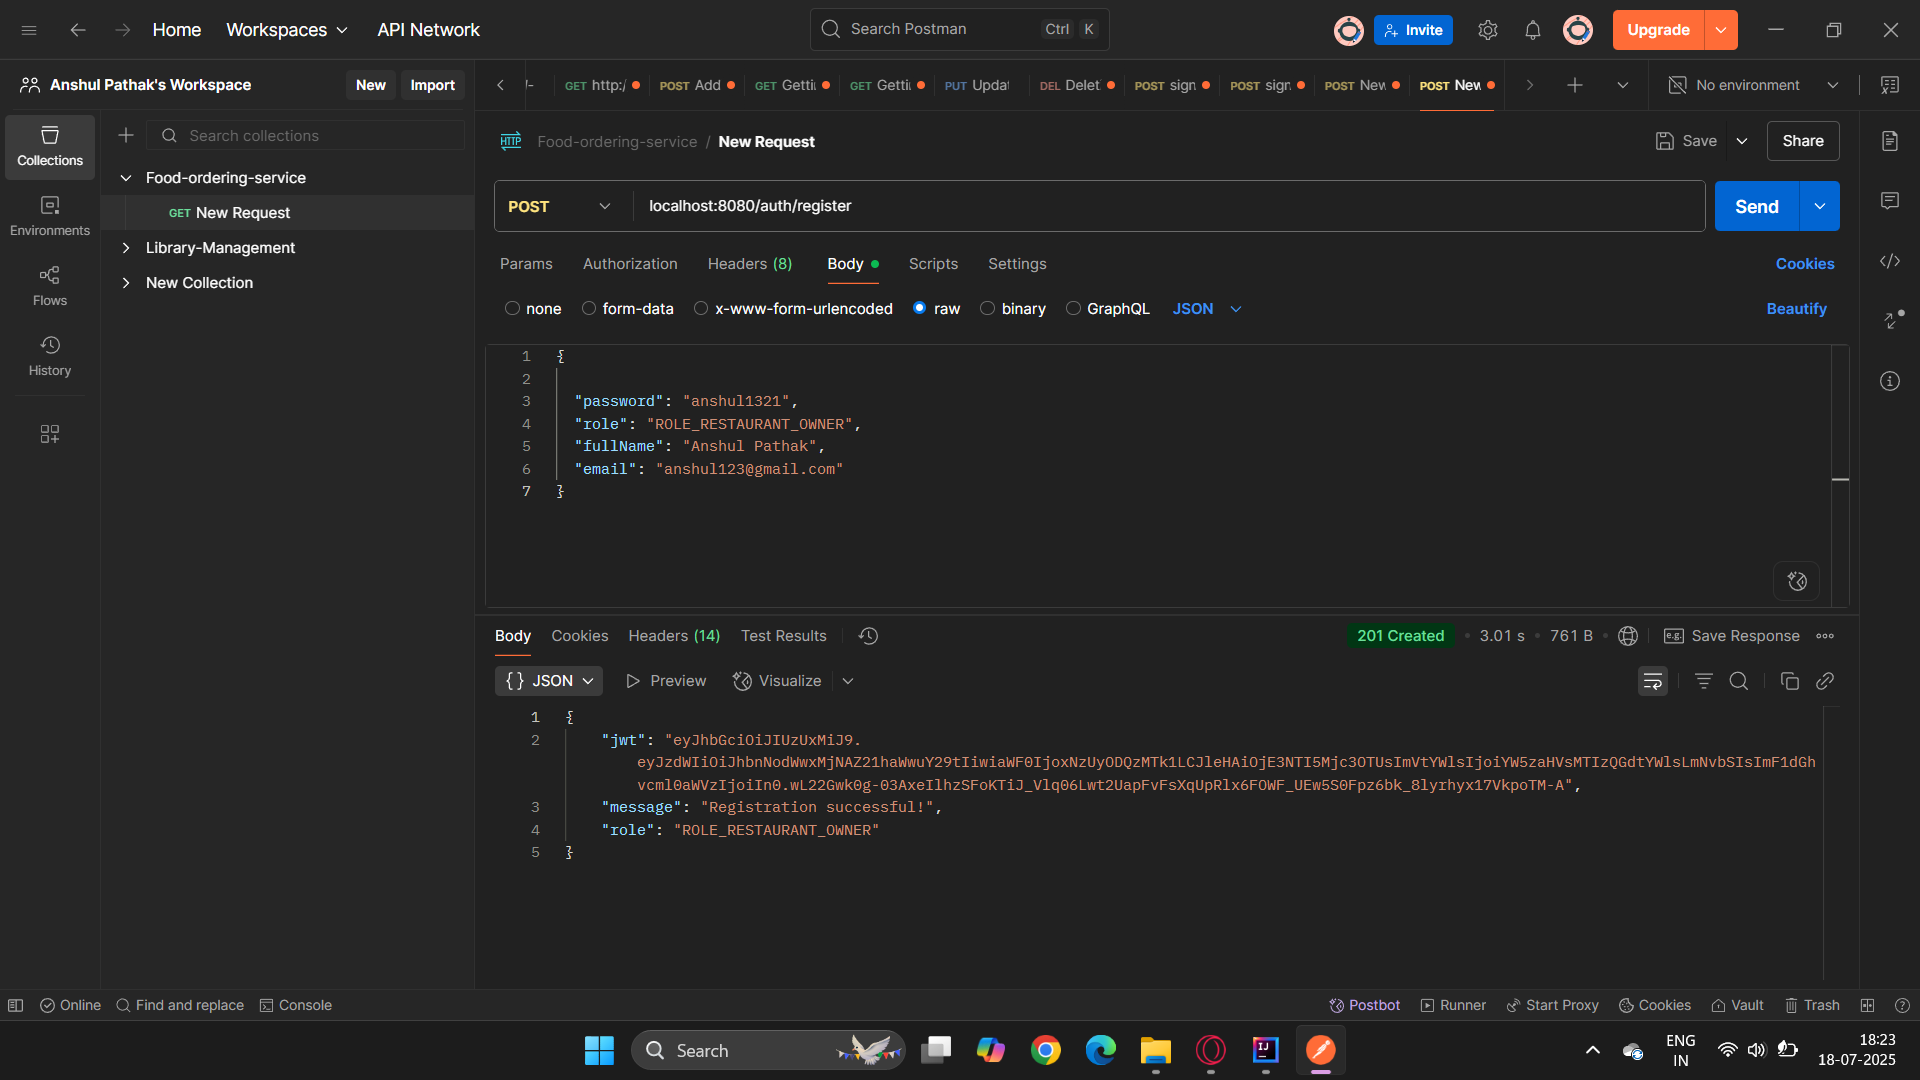 Home
Workspaces
API Network
Search Postman
Ctrl K
Invite
Upgrade
Anshul Pathak's Workspace
New
Import
GET http:/
POST Add
GET Getti
GET Getti
PUT Updat
DEL Delet
POST sign
POST sign
POST New
POST New
No environment
Collections
Environments
Flows
History
Search collections
Food-ordering-service
GET New Request
Library-Management
New Collection
HTTP Food-ordering-service / New Request
Save
Share
POST localhost:8080/auth/register
Send
Params Authorization Headers (8) Body Scripts Settings
Cookies
none form-data x-www-form-urlencoded raw binary GraphQL JSON
Beautify
1 {
2
3 "password": "anshul1321",
4 "role": "ROLE_RESTAURANT_OWNER",
5 "fullName": "Anshul Pathak",
6 "email": "anshul123@gmail.com"
7 }
Body Cookies Headers (14) Test Results
201 Created • 3.01 s • 761 B
e.g. Save Response
{} JSON Preview Visualize
1 {
2 "jwt": "eyJhbGciOiJIUzUxMiJ9.
eyJzdWIiOiJhbnNodWwxMjNAZ21haWwuY29tIiwiaWF0IjoxNzUyODQzMTk1LCJleHAiOjE3NTI5Mjc3OTUsImVtYWlsIjoiYW5zaHVsMTIzQGdtYWlsLmNvbSIsImF1dGh
vcml0aWVzIjoiIn0.wL22Gwk0g-03AxeIlhzSFoKTiJ_Vlq06Lwt2UapFvFsXqUpRlx6FOWF_UEw5S0Fpz6bk_8lyrhyx17VkpoTM-A",
3 "message": "Registration successful!",
4 "role": "ROLE_RESTAURANT_OWNER"
5 }
Online
Find and replace
Console
Postbot
Runner
Start Proxy
Cookies
Vault
Trash
Search
ENG
IN
18:23
18-07-2025